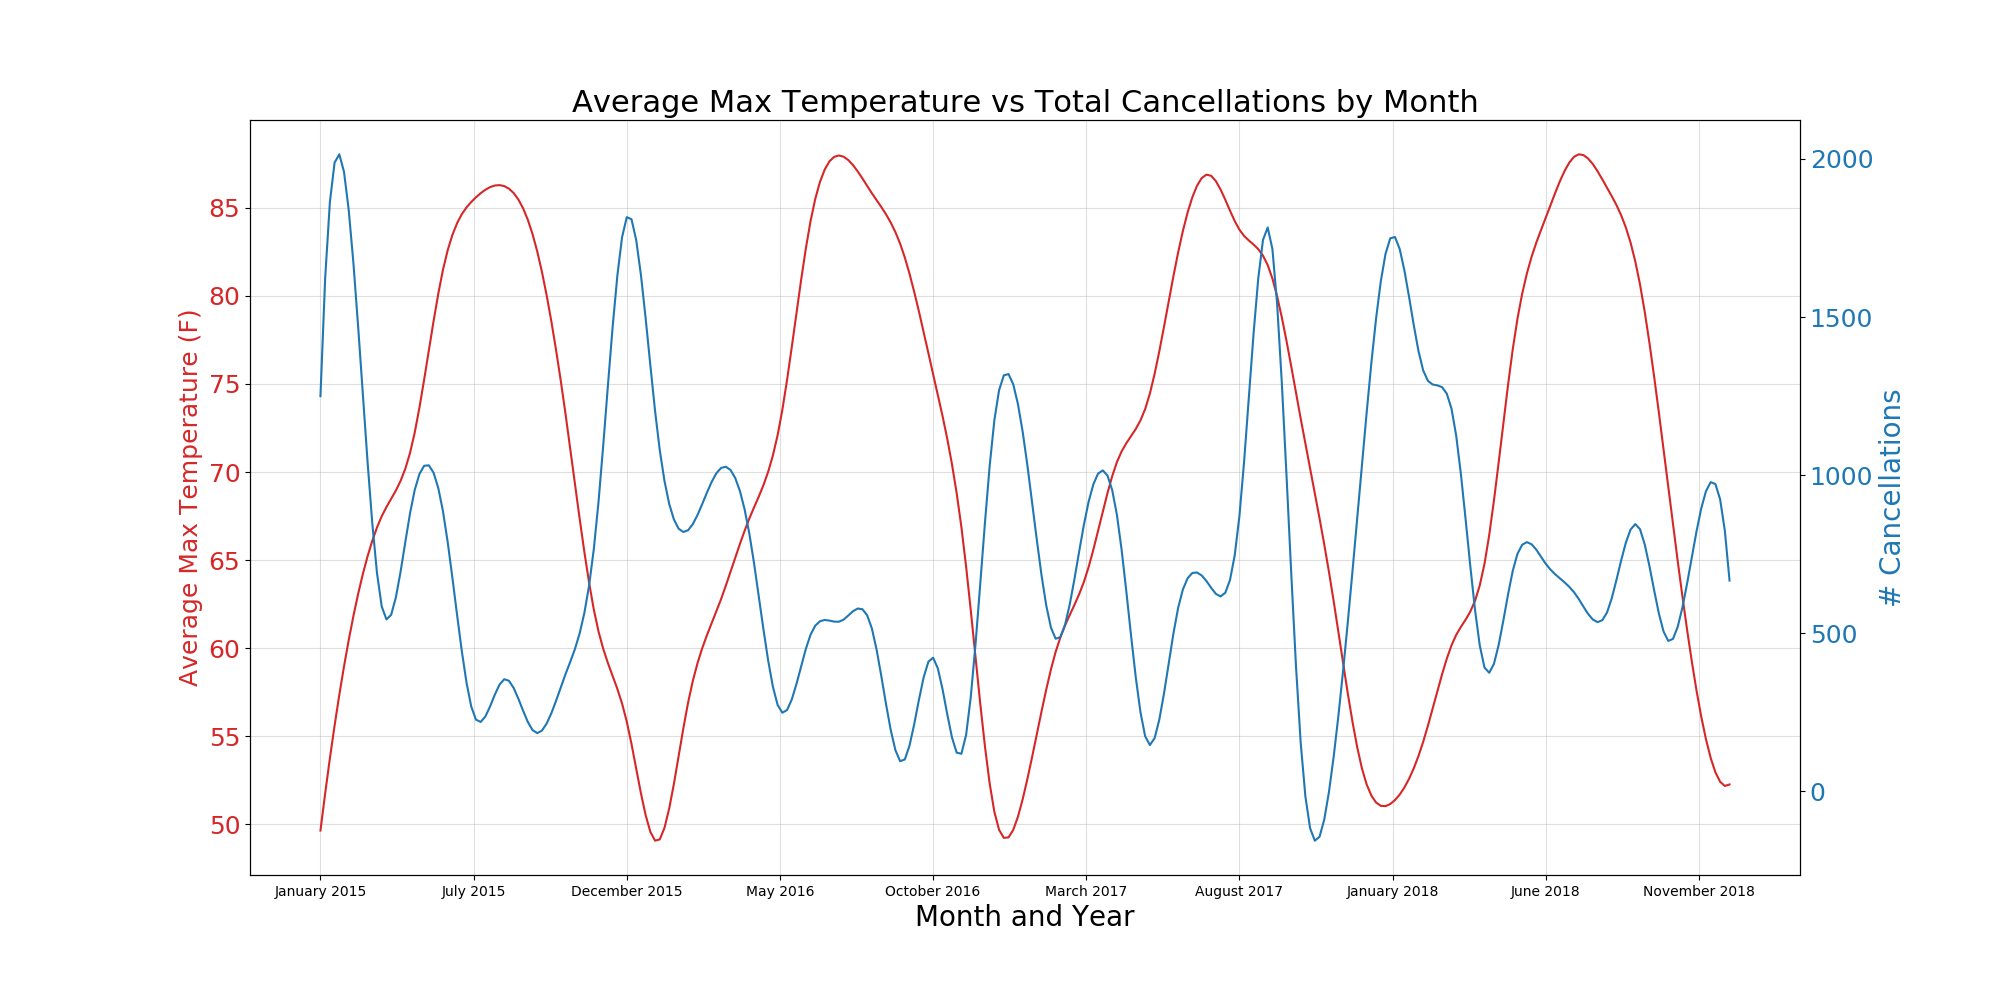 Average Max Temperature vs Total Cancellations by Month
Average Max Temperature (F)
85
80
75
70
65
60
55
50
2000
1500
1000
500
0
# Cancellations
January 2015 July 2015 December 2015 May 2016 October 2016 March 2017 August 2017 January 2018 June 2018 November 2018
Month and Year